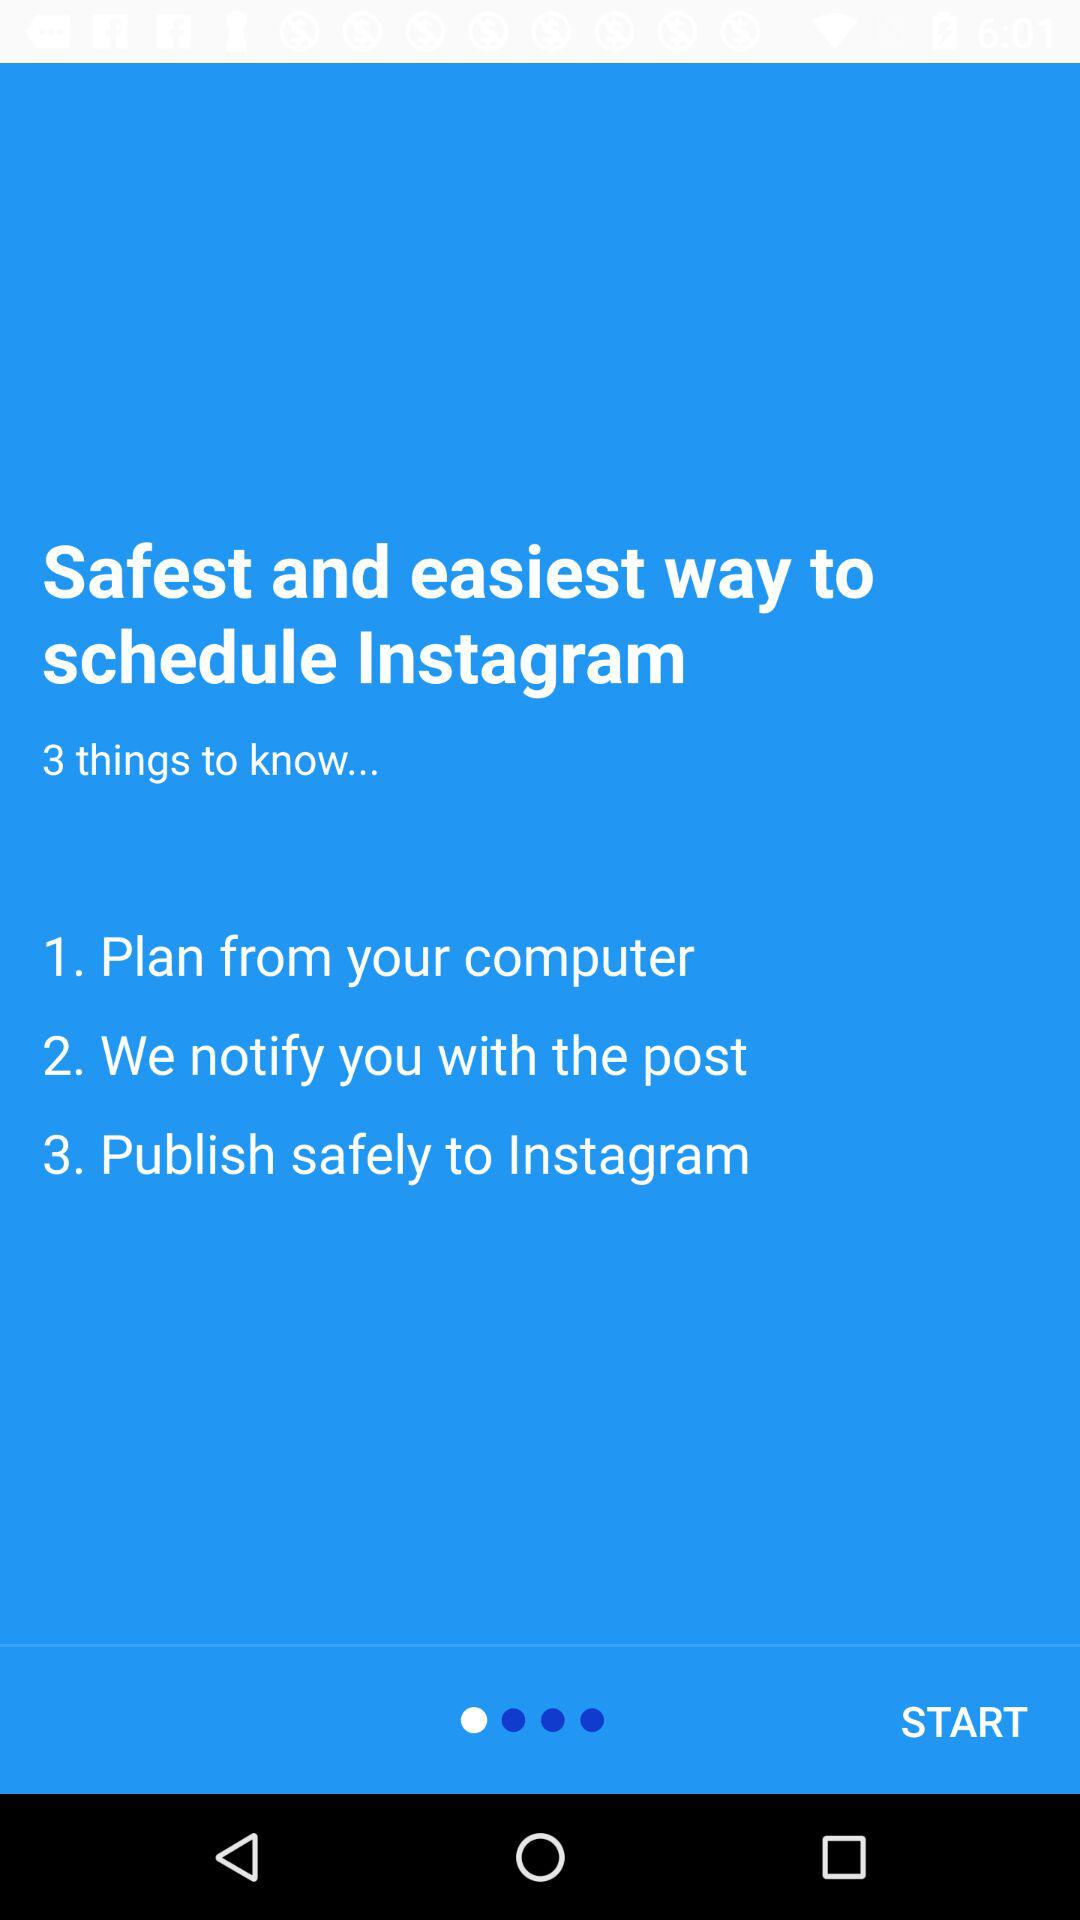 6:01
Safest and easiest way to
schedule Instagram
3 things to know...
1. Plan from your computer
2. We notify you with the post
3. Publish safely to Instagram
START